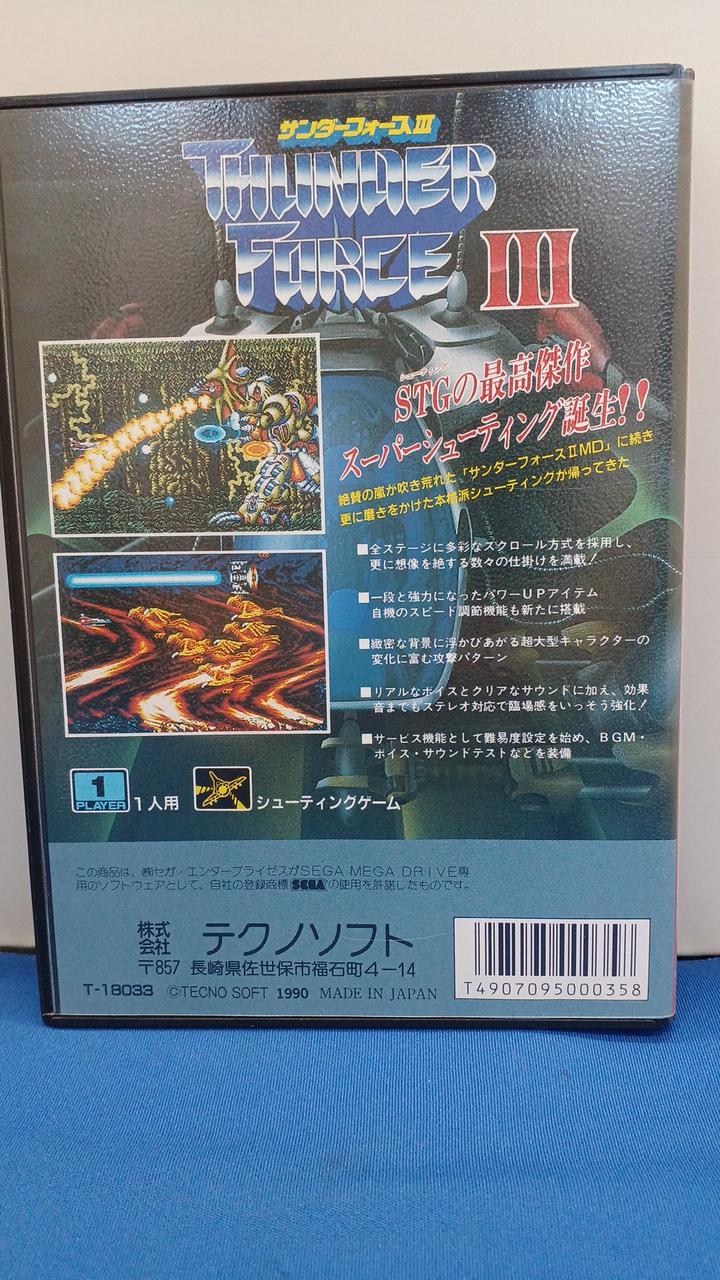 サンダーフォースIII
THUNDER
FORCE III
シューティング
STGの最高傑作
スーパーシューティング誕生!!
絶賛の嵐が吹き荒れた「サンダーフォースⅡMD」に続き
更に磨きをかけた本格派シューティングが帰ってきた
■全ステージに多彩なスクロール方式を採用し、
更に想像を絶する数々の仕掛けを満載!
■一段と強力になったパワーUPアイテム
自機のスピード調節機能も新たに搭載
■緻密な背景に浮かびあがる超大型キャラクターの
変化に富む攻撃パターン
■リアルなボイスとクリアなサウンドに加え、効果
音までもステレオ対応で臨場感をいっそう強化!
■サービス機能として難易度設定を始め、BGM・
ボイス・サウンドテストなどを装備
1
PLAYER
1人用
シューティングゲーム
この商品は、㈱セガ・エンタープライゼスがSEGA MEGA DRIVE専
用のソフトウェアとして、自社の登録商標SEGAの使用を許諾したものです。
株式会社 テクノソフト
〒857 長崎県佐世保市福石町4-14
T-18033 ©TECNO SOFT 1990 MADE IN JAPAN
T4907095000358